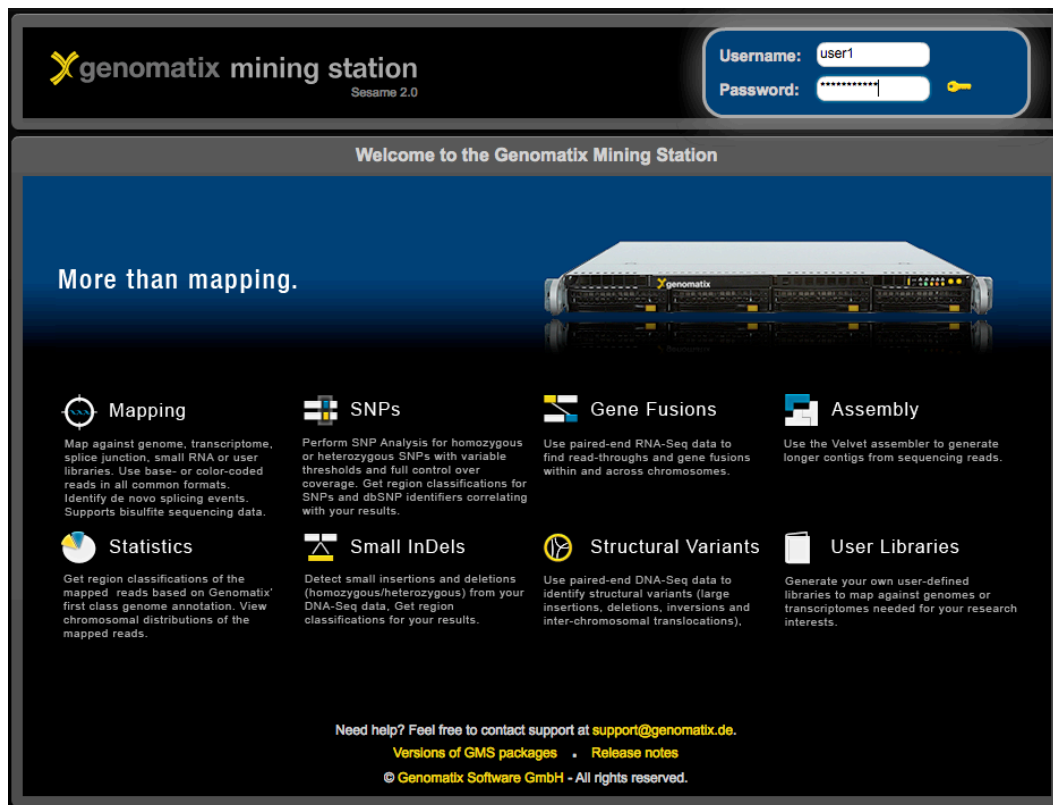 genomatix mining station
Sesame 2.0
Username: user1
Password: ***********
Welcome to the Genomatix Mining Station
More than mapping.
genomatix
Mapping
Map against genome, transcriptome,
splice junction, small RNA or user
libraries. Use base- or color-coded
reads in all common formats.
Identify de novo splicing events.
Supports bisulfite sequencing data.
SNPs
Perform SNP Analysis for homozygous
or heterozygous SNPs with variable
thresholds and full control over
coverage. Get region classifications for
SNPs and dbSNP identifiers correlating
with your results.
Gene Fusions
Use paired-end RNA-Seq data to
find read-throughs and gene fusions
within and across chromosomes.
Assembly
Use the Velvet assembler to generate
longer contigs from sequencing reads.
Statistics
Get region classifications of the
mapped reads based on Genomatix'
first class genome annotation. View
chromosomal distributions of the
mapped reads.
Small InDels
Detect small insertions and deletions
(homozygous/heterozygous) from your
DNA-Seq data, Get region
classifications for your results.
Structural Variants
Use paired-end DNA-Seq data to
identify structural variants (large
insertions, deletions, inversions and
inter-chromosomal translocations),
User Libraries
Generate your own user-defined
libraries to map against genomes or
transcriptomes needed for your research
interests.
Need help? Feel free to contact support at support@genomatix.de.
Versions of GMS packages . Release notes
© Genomatix Software GmbH - All rights reserved.